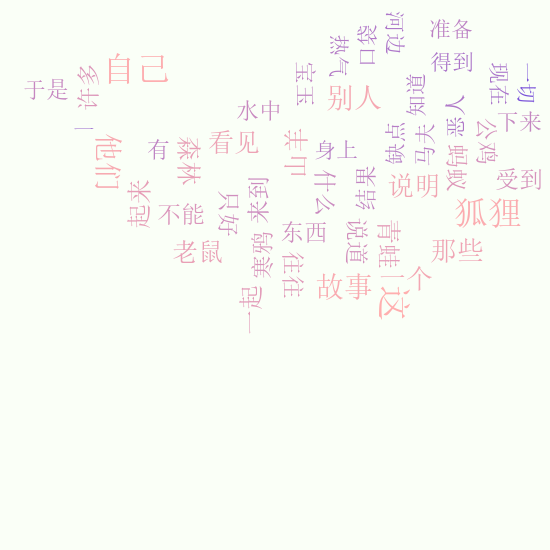 河边
口袋
准备
热气
得到
自己
宝玉
知道
现在
一切
于是
许多
别人
恶人
水中
下来
一
缺点
马夫
公鸡
他们
森林
有
看见
身上
蚂蚁
什么
结果
说明
受到
起来
不能
只好
来到
狐狸
东西
说道
青蛙
老鼠
寒鸦
往往
那些
一起
故事
这
一个